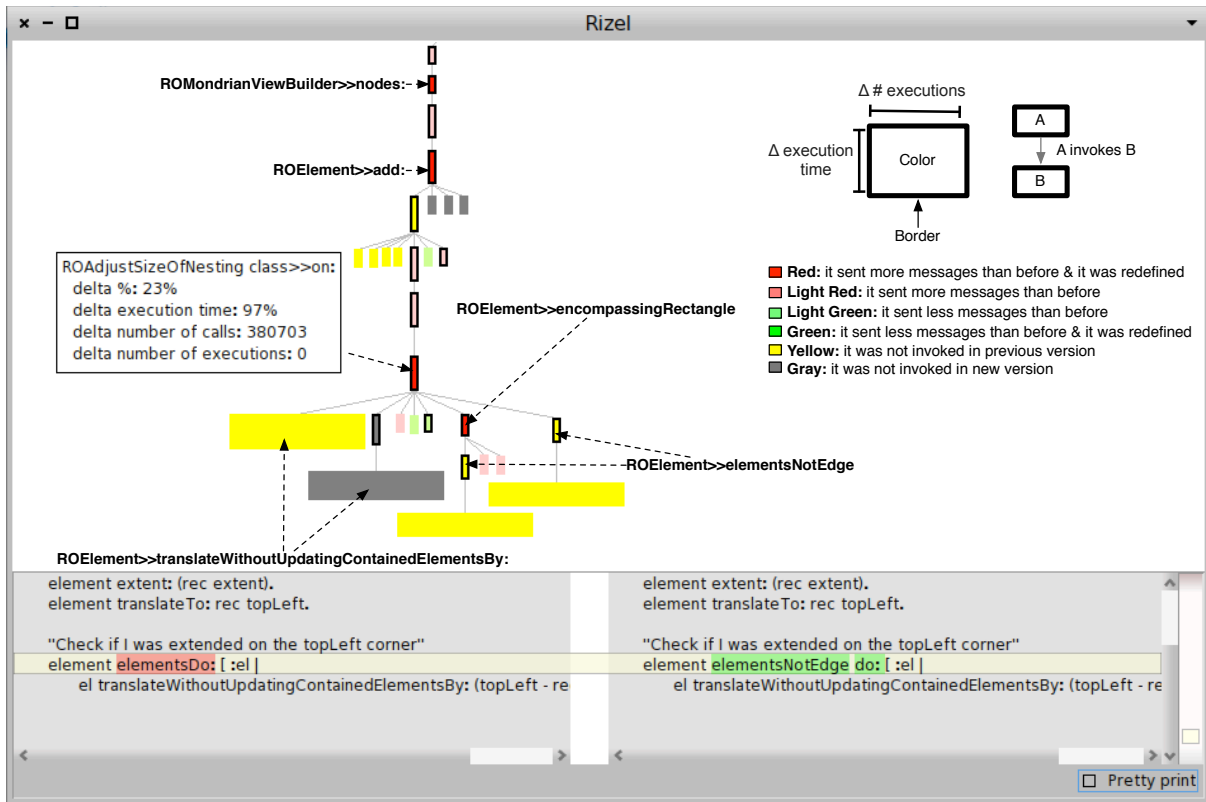 Rizel
ROMondrianViewBuilder>>nodes:
Δ # executions
A
Δ execution
time
Color
A invokes B
B
ROElement>>add:
Border
ROAdjustSizeOfNesting class>>on:
delta %: 23%
delta execution time: 97%
delta number of calls: 380703
delta number of executions: 0
Red: it sent more messages than before & it was redefined
Light Red: it sent more messages than before
Light Green: it sent less messages than before
Green: it sent less messages than before & it was redefined
Yellow: it was not invoked in previous version
Gray: it was not invoked in new version
ROElement>>encompassingRectangle
ROElement>>elementsNotEdge
ROElement>>translateWithoutUpdatingContainedElementsBy:
element extent: (rec extent).
element translateTo: rec topLeft.
"Check if I was extended on the topLeft corner"
element elementsDo: [ :el |
el translateWithoutUpdatingContainedElementsBy: (topLeft - re
element extent: (rec extent).
element translateTo: rec topLeft.
"Check if I was extended on the topLeft corner"
element elementsNotEdge do: [ :el |
el translateWithoutUpdatingContainedElementsBy: (topLeft - re
Pretty print